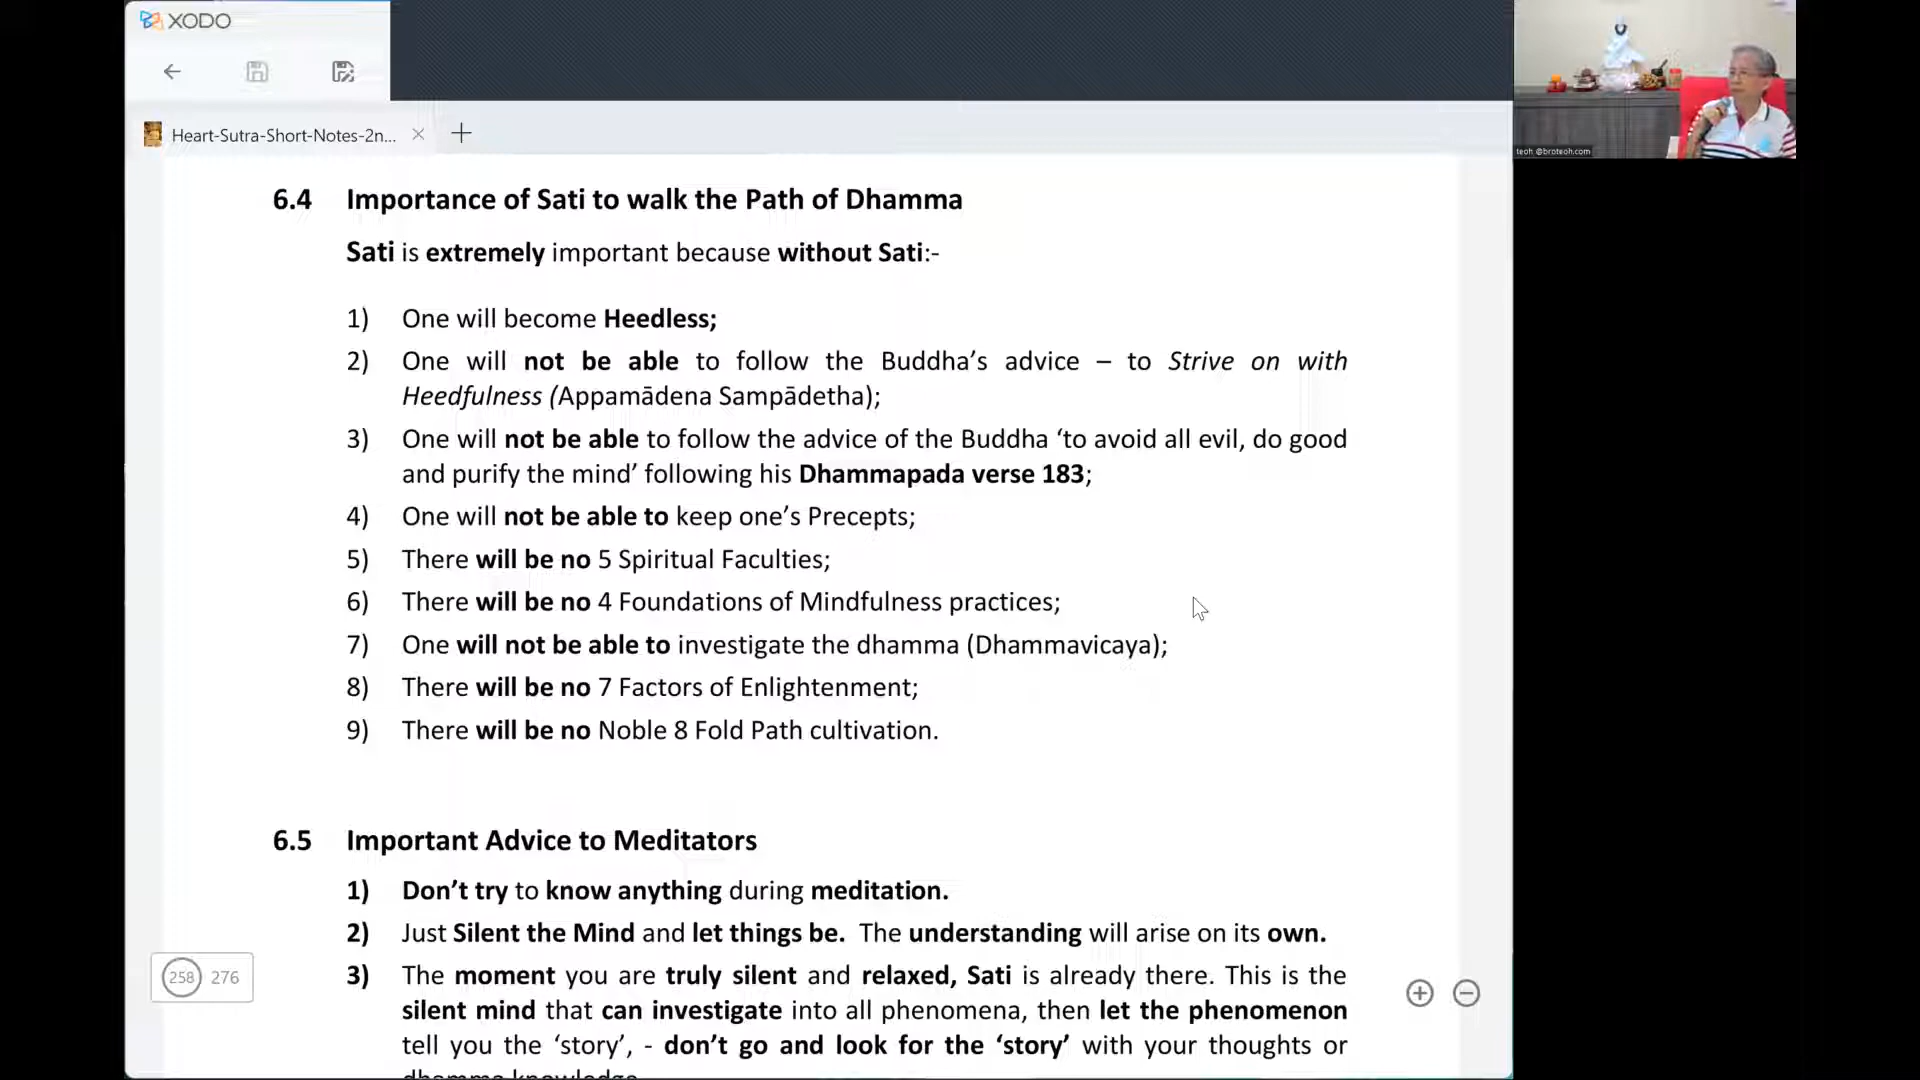 XODO
Heart-Sutra-Short-Notes-2n...
teoh @broteoh.com
6.4 Importance of Sati to walk the Path of Dhamma
Sati is extremely important because without Sati:-
1) One will become Heedless;
2) One will not be able to follow the Buddha’s advice – to Strive on with
Heedfulness (Appamādena Sampādetha);
3) One will not be able to follow the advice of the Buddha ‘to avoid all evil, do good
and purify the mind’ following his Dhammapada verse 183;
4) One will not be able to keep one’s Precepts;
5) There will be no 5 Spiritual Faculties;
6) There will be no 4 Foundations of Mindfulness practices;
7) One will not be able to investigate the dhamma (Dhammavicaya);
8) There will be no 7 Factors of Enlightenment;
9) There will be no Noble 8 Fold Path cultivation.
6.5 Important Advice to Meditators
1) Don’t try to know anything during meditation.
2) Just Silent the Mind and let things be. The understanding will arise on its own.
3) The moment you are truly silent and relaxed, Sati is already there. This is the
silent mind that can investigate into all phenomena, then let the phenomenon
tell you the ‘story’, - don’t go and look for the ‘story’ with your thoughts or
dhamma knowledge
258 276